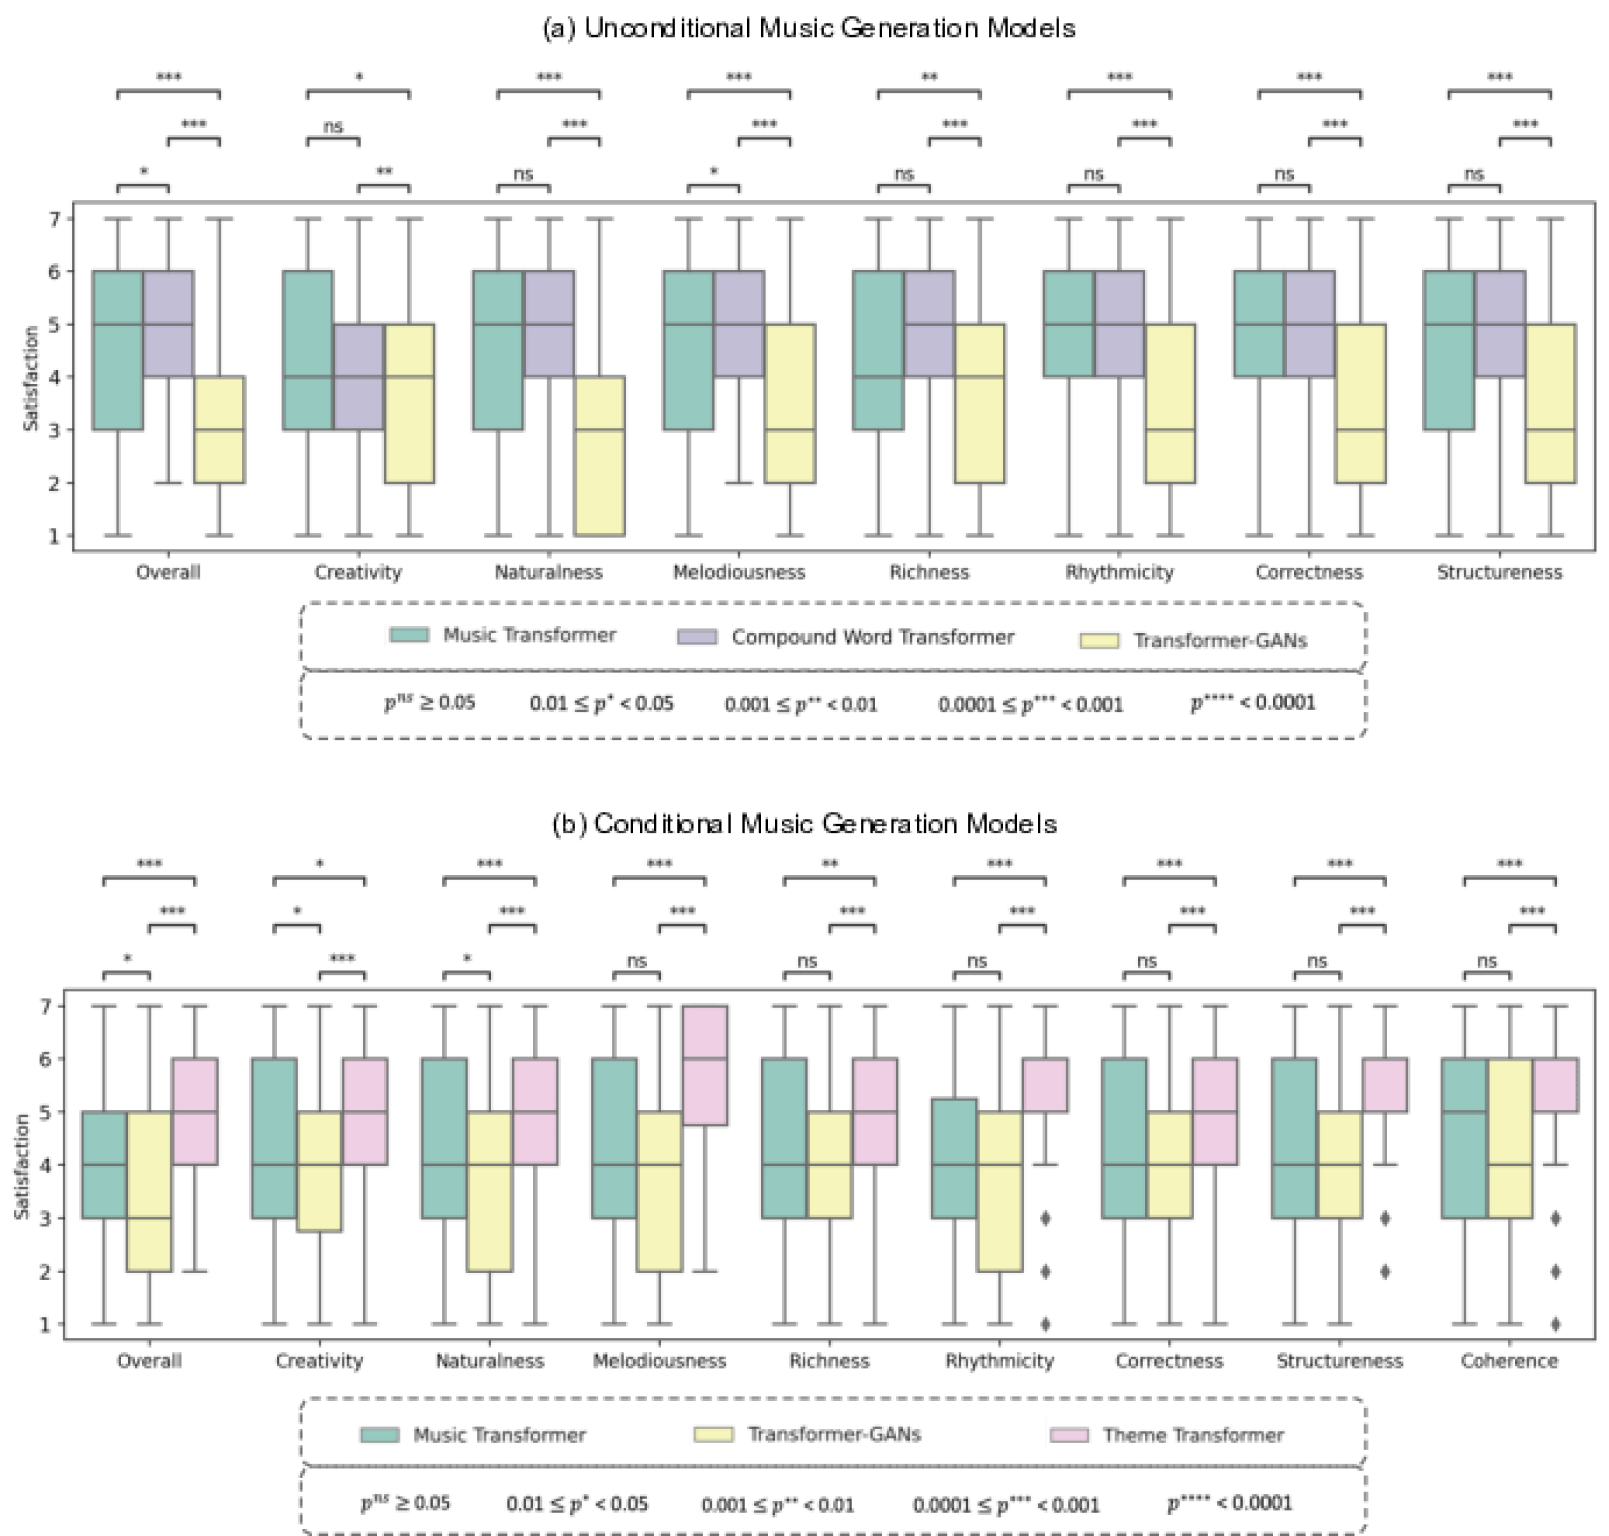 (a) Unconditional Music Generation Models
*** * *** *** ** *** *** ***
*** ns *** *** *** *** *** ***
* ** ns * ns ns ns ns
Satisfaction
7
6
5
4
3
2
1
Overall Creativity Naturalness Melodiousness Richness Rhythmicity Correctness Structureness
Music Transformer Compound Word Transformer Transformer-GANs
p^ns ≥ 0.05 0.01 ≤ p^* < 0.05 0.001 ≤ p^** < 0.01 0.0001 ≤ p^*** < 0.001 p^**** < 0.0001
(b) Conditional Music Generation Models
*** * *** *** ** *** *** *** ***
*** * *** *** *** *** *** *** ***
* *** * ns ns ns ns ns ns
Satisfaction
7
6
5
4
3
2
1
Overall Creativity Naturalness Melodiousness Richness Rhythmicity Correctness Structureness Coherence
Music Transformer Transformer-GANs Theme Transformer
p^ns ≥ 0.05 0.01 ≤ p^* < 0.05 0.001 ≤ p^** < 0.01 0.0001 ≤ p^*** < 0.001 p^**** < 0.0001